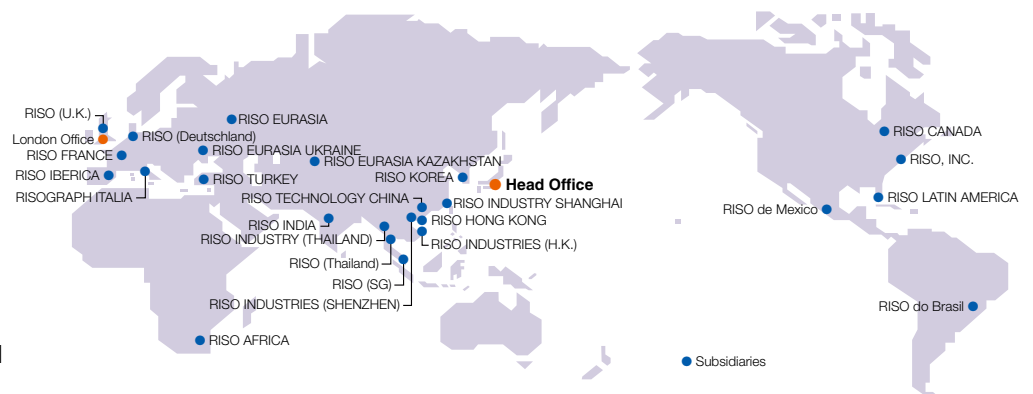 RISO (U.K.)
London Office
RISO (Deutschland)
RISO FRANCE
RISO IBERICA
RISOGRAPH ITALIA
RISO EURASIA
RISO EURASIA UKRAINE
RISO EURASIA KAZAKHSTAN
RISO TURKEY
RISO KOREA
Head Office
RISO TECHNOLOGY CHINA
RISO INDUSTRY SHANGHAI
RISO INDIA
RISO HONG KONG
RISO INDUSTRY (THAILAND)
RISO INDUSTRIES (H.K.)
RISO (Thailand)
RISO (SG)
RISO INDUSTRIES (SHENZHEN)
RISO AFRICA
RISO CANADA
RISO, INC.
RISO LATIN AMERICA
RISO de Mexico
RISO do Brasil
Subsidiaries